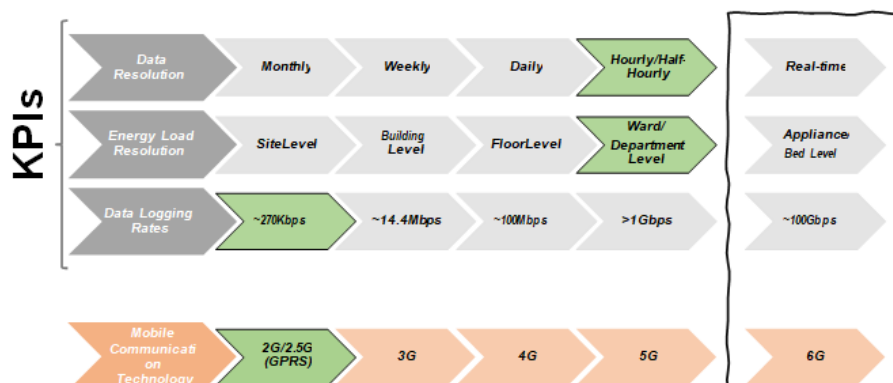 KPIs
Data
Resolution
Monthly
Weekly
Daily
Hourly/Half-
Hourly
Real-time
Energy Load
Resolution
SiteLevel
Building
Level
FloorLevel
Ward/
Department
Level
Appliance/
Bed Level
Data Logging
Rates
~270Kbps
~14.4Mbps
~100Mbps
>1Gbps
~100Gbps
Mobile
Communicati
on
Technology
2G/2.5G
(GPRS)
3G
4G
5G
6G